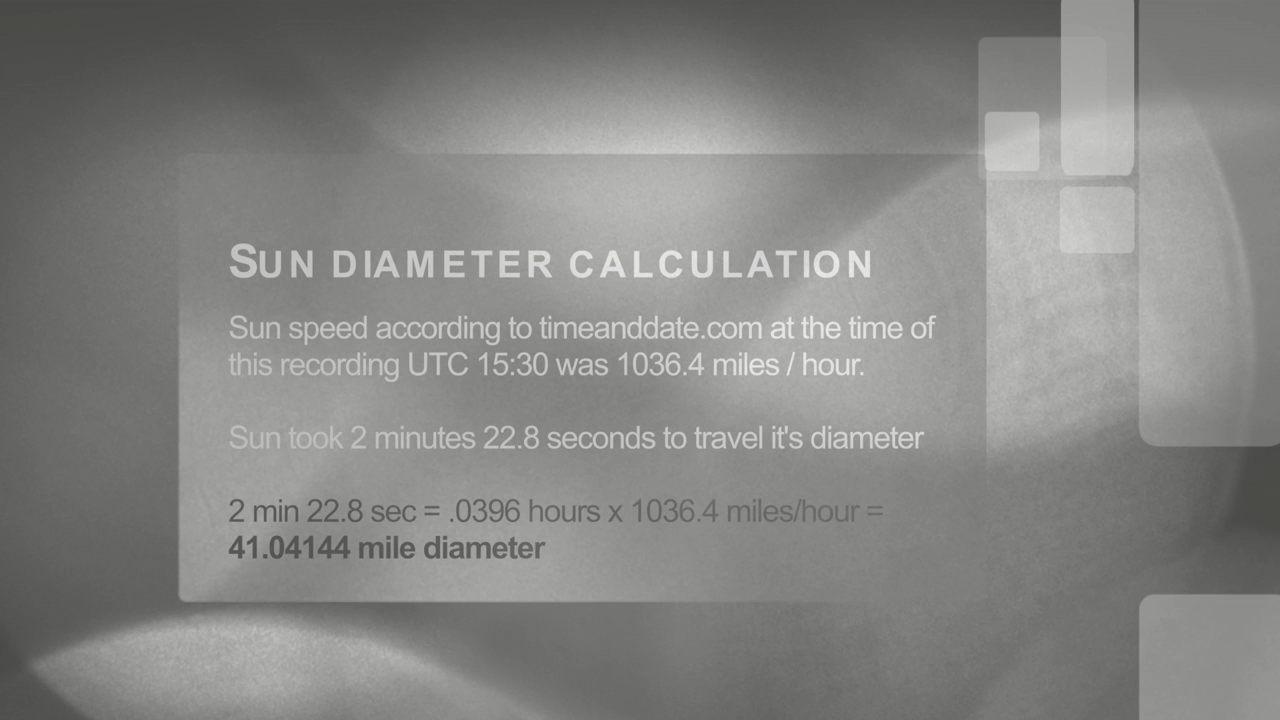 SUN DIAMETER CALCULATION
Sun speed according to timeanddate.com at the time of
this recording UTC 15:30 was 1036.4 miles / hour.
Sun took 2 minutes 22.8 seconds to travel it's diameter
2 min 22.8 sec = .0396 hours x 1036.4 miles/hour =
41.04144 mile diameter